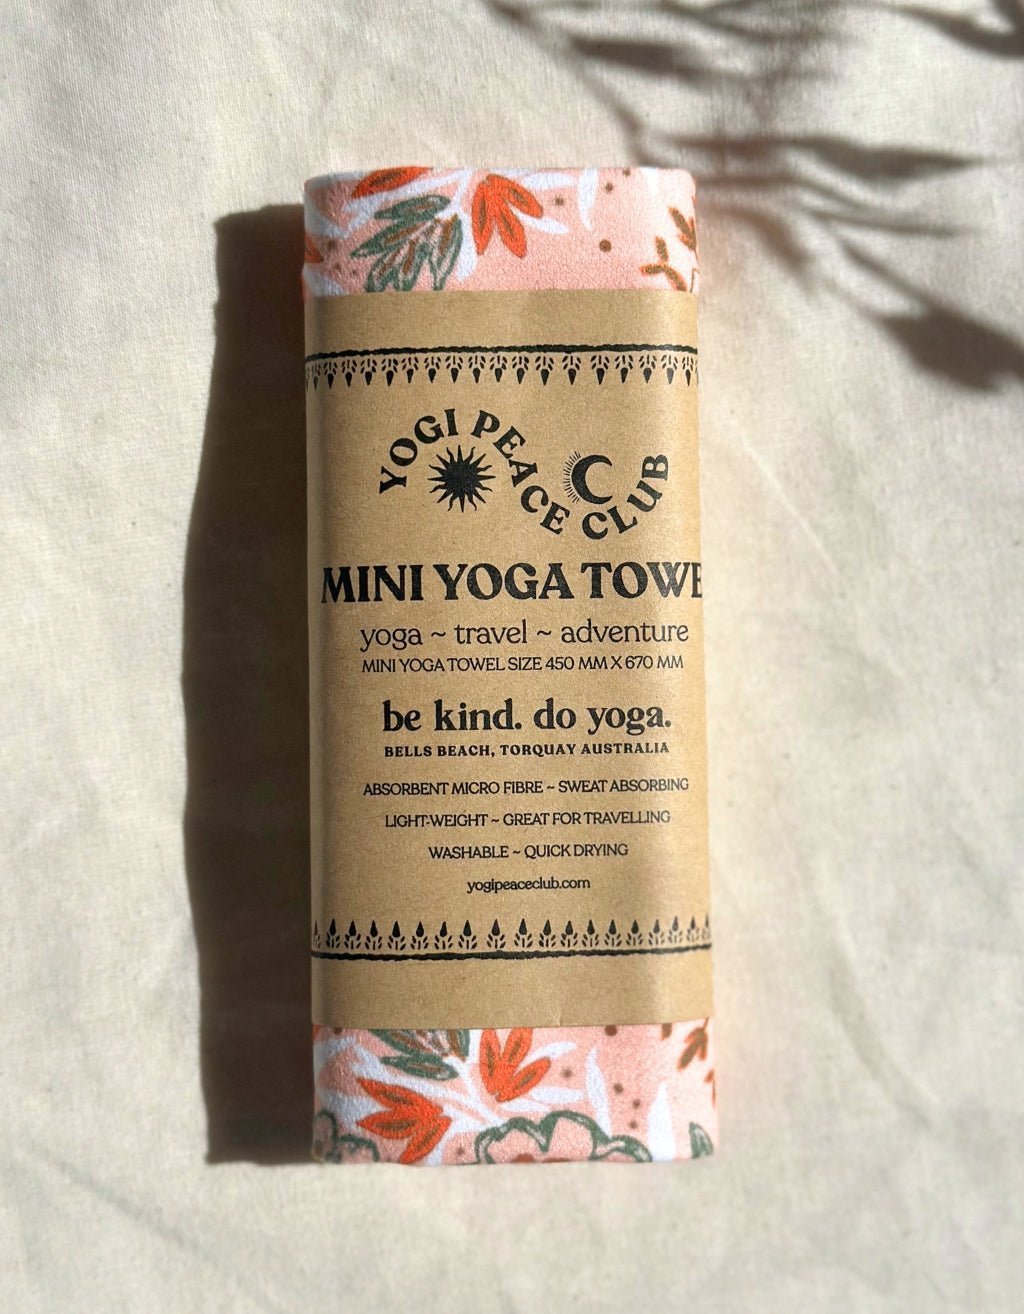 YOGI PEACE CLUB
MINI YOGA TOWE
yoga ~ travel ~ adventure
MINI YOGA TOWEL SIZE 450 MM X 670 MM
be kind. do yoga.
BELLS BEACH, TORQUAY AUSTRALIA
ABSORBENT MICRO FIBRE ~ SWEAT ABSORBING
LIGHT-WEIGHT ~ GREAT FOR TRAVELLING
WASHABLE ~ QUICK DRYING
yogipeaceclub.com